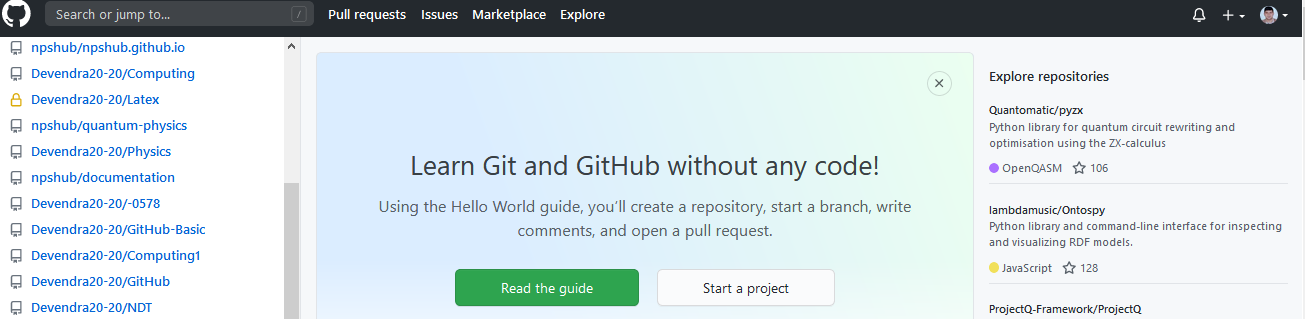 Search or jump to...
/
Pull requests
Issues
Marketplace
Explore
npshub/npshub.github.io
Devendra20-20/Computing
Devendra20-20/Latex
npshub/quantum-physics
Devendra20-20/Physics
npshub/documentation
Devendra20-20/-0578
Devendra20-20/GitHub-Basic
Devendra20-20/Computing1
Devendra20-20/GitHub
Devendra20-20/NDT
Learn Git and GitHub without any code!
Using the Hello World guide, you’ll create a repository, start a branch, write
comments, and open a pull request.
Read the guide
Start a project
Explore repositories
Quantomatic/pyzx
Python library for quantum circuit rewriting and
optimisation using the ZX-calculus
OpenQASM 106
lambdamusic/Ontospy
Python library and command-line interface for inspecting
and visualizing RDF models.
JavaScript 128
ProjectQ-Framework/ProjectQ